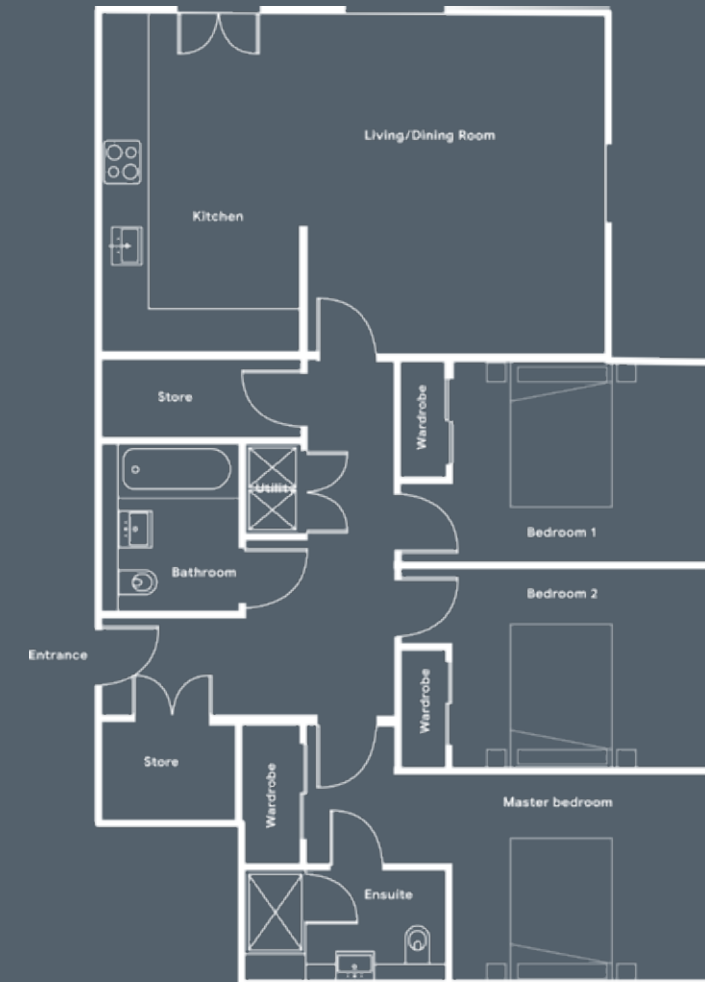 Living/Dining Room
Kitchen
Store
Wardrobe
Utility
Bedroom 1
Bathroom
Bedroom 2
Entrance
Wardrobe
Store
Wardrobe
Master bedroom
Ensuite